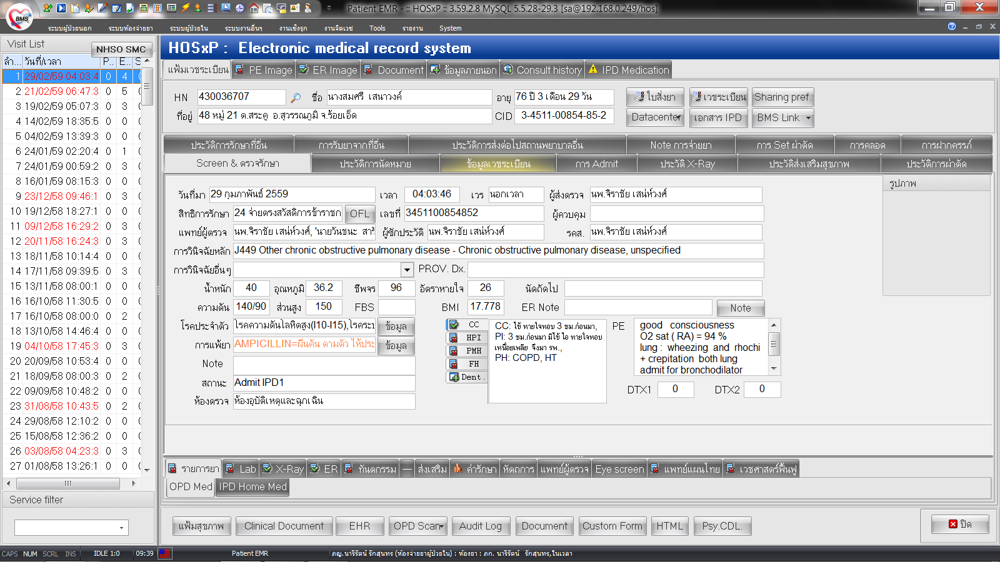 Patient EMR - :: HOSxP :: 3.59.2.8 MySQL 5.5.28-29.3 [sa@192.168.0.249/hos]
BMS
ระบบผู้ป่วยนอก ระบบห้องจ่ายยา ระบบผู้ป่วยใน ระบบงานอื่นๆ งานเชิงรุก งานจิตเวช Tools รายงาน System
Visit List
NHSO SMC
ลำ... วันที่/เวลา P.. E.. S
1 29/02/59 04:03:4 0 4
2 21/02/59 06:47:3 0 5
3 19/02/59 05:07:3 0 3
4 14/02/59 18:35:5 0 0
5 04/02/59 13:39:3 0 0
6 24/01/59 02:20:4 0 1
7 24/01/59 00:59:2 0 3
8 16/01/59 08:15:3 0 0
9 23/12/58 09:46:1 0 3
10 19/12/58 18:27:1 0 0
11 09/12/58 16:29:2 0 3
12 20/11/58 16:24:3 0 3
13 18/11/58 10:14:4 0 0
14 17/11/58 09:39:5 0 3
15 13/11/58 08:00:1 0 0
16 16/10/58 11:30:5 0 0
17 16/10/58 08:00:0 0 2
18 13/10/58 14:46:4 0 0
19 04/10/58 17:45:3 0 3
20 20/09/58 10:53:4 0 0
21 18/09/58 08:00:3 0 2
22 09/09/58 10:48:2 0 0
23 31/08/58 10:43:5 0 2
24 29/08/58 12:10:2 0 0
25 15/08/58 12:36:2 0 0
26 03/08/58 04:23:3 0 3
27 01/08/58 13:26:1 0 0
Service filter
HOSxP : Electronic medical record system
แฟ้มเวชระเบียน PE Image ER Image Document ข้อมูลภายนอก Consult history IPD Medication
HN 430036707 ชื่อ นางสมศรี เสนาวงค์ อายุ 76 ปี 3 เดือน 29 วัน ใบสั่งยา เวชระเบียน Sharing pref.
ที่อยู่ 48 หมู่ 21 ต.สระคู อ.สุวรรณภูมิ จ.ร้อยเอ็ด CID 3-4511-00854-85-2 Datacenter เอกสาร IPD BMS Link
ประวัติการรักษาที่อื่น การรับยาจากที่อื่น ประวัติการส่งต่อไปสถานพยาบาลอื่น Note การจ่ายยา การ Set ผ่าตัด การคลอด การฝากครรภ์
Screen & ตรวจรักษา ประวัติการนัดหมาย ข้อมูลเวชระเบียน การ Admit ประวัติ X-Ray ประวัติส่งเสริมสุขภาพ ประวัติการผ่าตัด
รูปภาพ
วันที่มา 29 กุมภาพันธ์ 2559 เวลา 04:03:46 เวร นอกเวลา ผู้ส่งตรวจ นพ.จิราชัย เสน่ห์วงศ์
สิทธิการรักษา 24 จ่ายตรงสวัสดิการข้าราชก OFL เลขที่ 3451100854852 ผู้ควบคุม
แพทย์ผู้ตรวจ นพ.จิราชัย เสน่ห์วงศ์, 'นายวันชนะ สาริ ผู้ซักประวัติ นพ.จิราชัย เสน่ห์วงศ์ รคส. นพ.จิราชัย เสน่ห์วงศ์
การวินิจฉัยหลัก J449 Other chronic obstructive pulmonary disease - Chronic obstructive pulmonary disease, unspecified
การวินิจฉัยอื่นๆ PROV. Dx.
น้ำหนัก 40 อุณหภูมิ 36.2 ชีพจร 96 อัตราหายใจ 26 นัดถัดไป
ความดัน 140/90 ส่วนสูง 150 FBS BMI 17.778 ER Note Note
โรคประจำตัว โรคความดันโลหิตสูง(I10-I15),โรคระบ ข้อมูล
การแพ้ยา AMPICILLIN=ผื่นคัน ตามตัว ให้ประ ข้อมูล
Note
สถานะ Admit IPD1
ห้องตรวจ ห้องอุบัติเหตุและฉุกเฉิน
CC
HPI
PMH
FH
Dent.
CC: ไข้ หายใจหอบ 3 ชม.ก่อนมา,
PI: 3 ชม.ก่อนมา มีไข้ ไอ หายใจหอบ
เหนื่อยเพลีย จึงมา รพ.,
PH: COPD, HT
PE
good consciousness
O2 sat ( RA) = 94 %
lung : wheezing and rhochi
+ crepitation both lung
admit for bronchodilator
DTX1 0 DTX2 0
รายการยา Lab X-Ray ER ทันตกรรม — ส่งเสริม ค่ารักษา หัตถการ แพทย์ผู้ตรวจ Eye screen แพทย์แผนไทย เวชศาสตร์ฟื้นฟู
OPD Med IPD Home Med
แฟ้มสุขภาพ Clinical Document EHR OPD Scan Audit Log Document Custom Form HTML Psy.CDL. ปิด
CAPS NUM SCRL INS IDLE 1:0 09:39 Patient EMR ภญ.นารีรัตน์ รักสุนทร (ห้องจ่ายยาผู้ป่วยใน) : ห้องยา : ภก. นารีรัตน์ รักสุนทร,ในเวลา